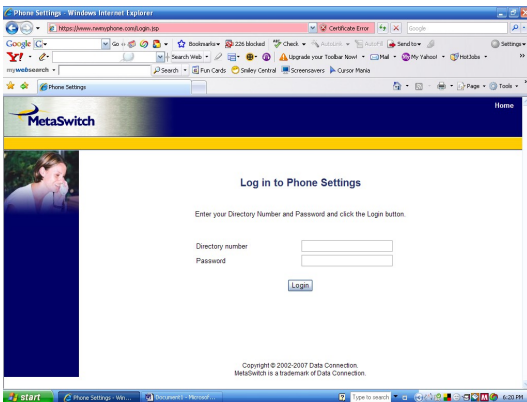 Phone Settings - Windows Internet Explorer
https://www.nwmyphone.com/Login.jsp
Certificate Error
Google
Google
Go
Bookmarks
226 blocked
Check
AutoLink
AutoFill
Send to
Settings
Y!
Search Web
Upgrade your Toolbar Now!
Mail
My Yahoo!
HotJobs
mywebsearch
Search
Fun Cards
Smiley Central
Screensavers
Cursor Mania
Phone Settings
Page
Tools
Home
MetaSwitch
Log in to Phone Settings
Enter your Directory Number and Password and click the Login button.
Directory number
Password
Login
Copyright © 2002-2007 Data Connection.
MetaSwitch is a trademark of Data Connection.
start
Phone Settings - Win...
Document1 - Microsof...
Type to search
6:20 PM